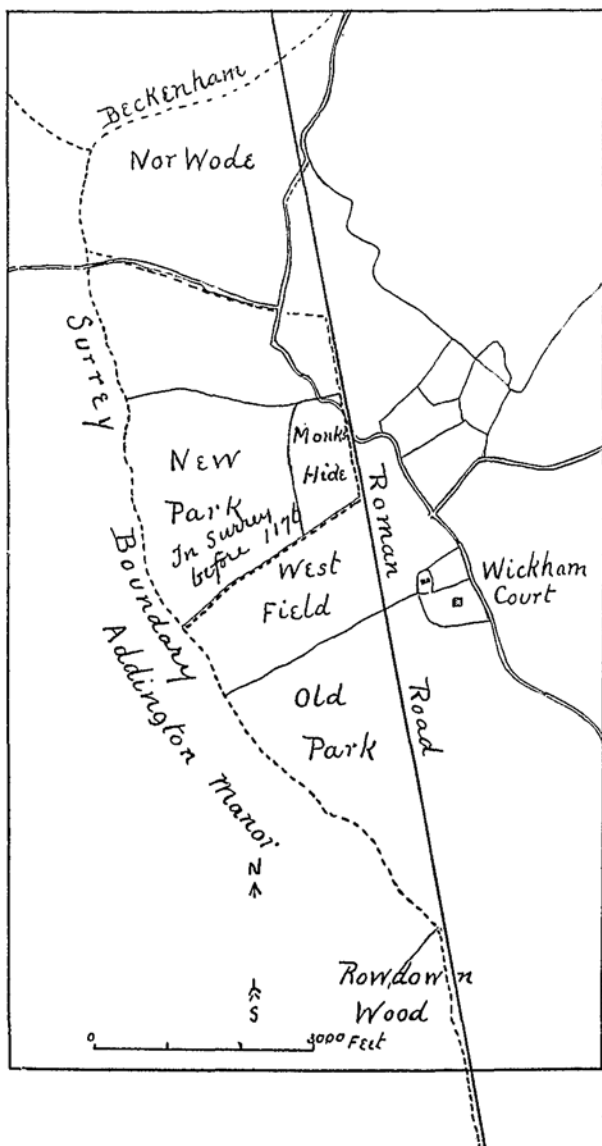 Beckenham
Nor Wode
Surrey
Boundary
Monks
Hide
New
Park
In Surrey
before 1176
Roman
Road
West
Field
Wickham
Court
Addington Manor
Old
Park
N
S
Rowdown
Wood
0
3000 Feet